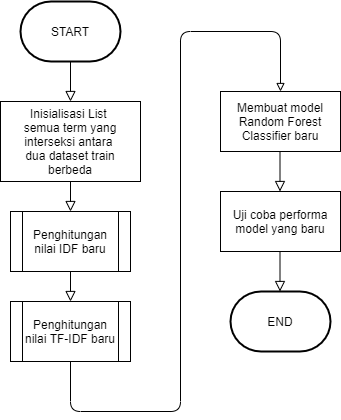 START
Inisialisasi List
semua term yang
interseksi antara
dua dataset train
berbeda
Penghitungan
nilai IDF baru
Penghitungan
nilai TF-IDF baru
Membuat model
Random Forest
Classifier baru
Uji coba performa
model yang baru
END